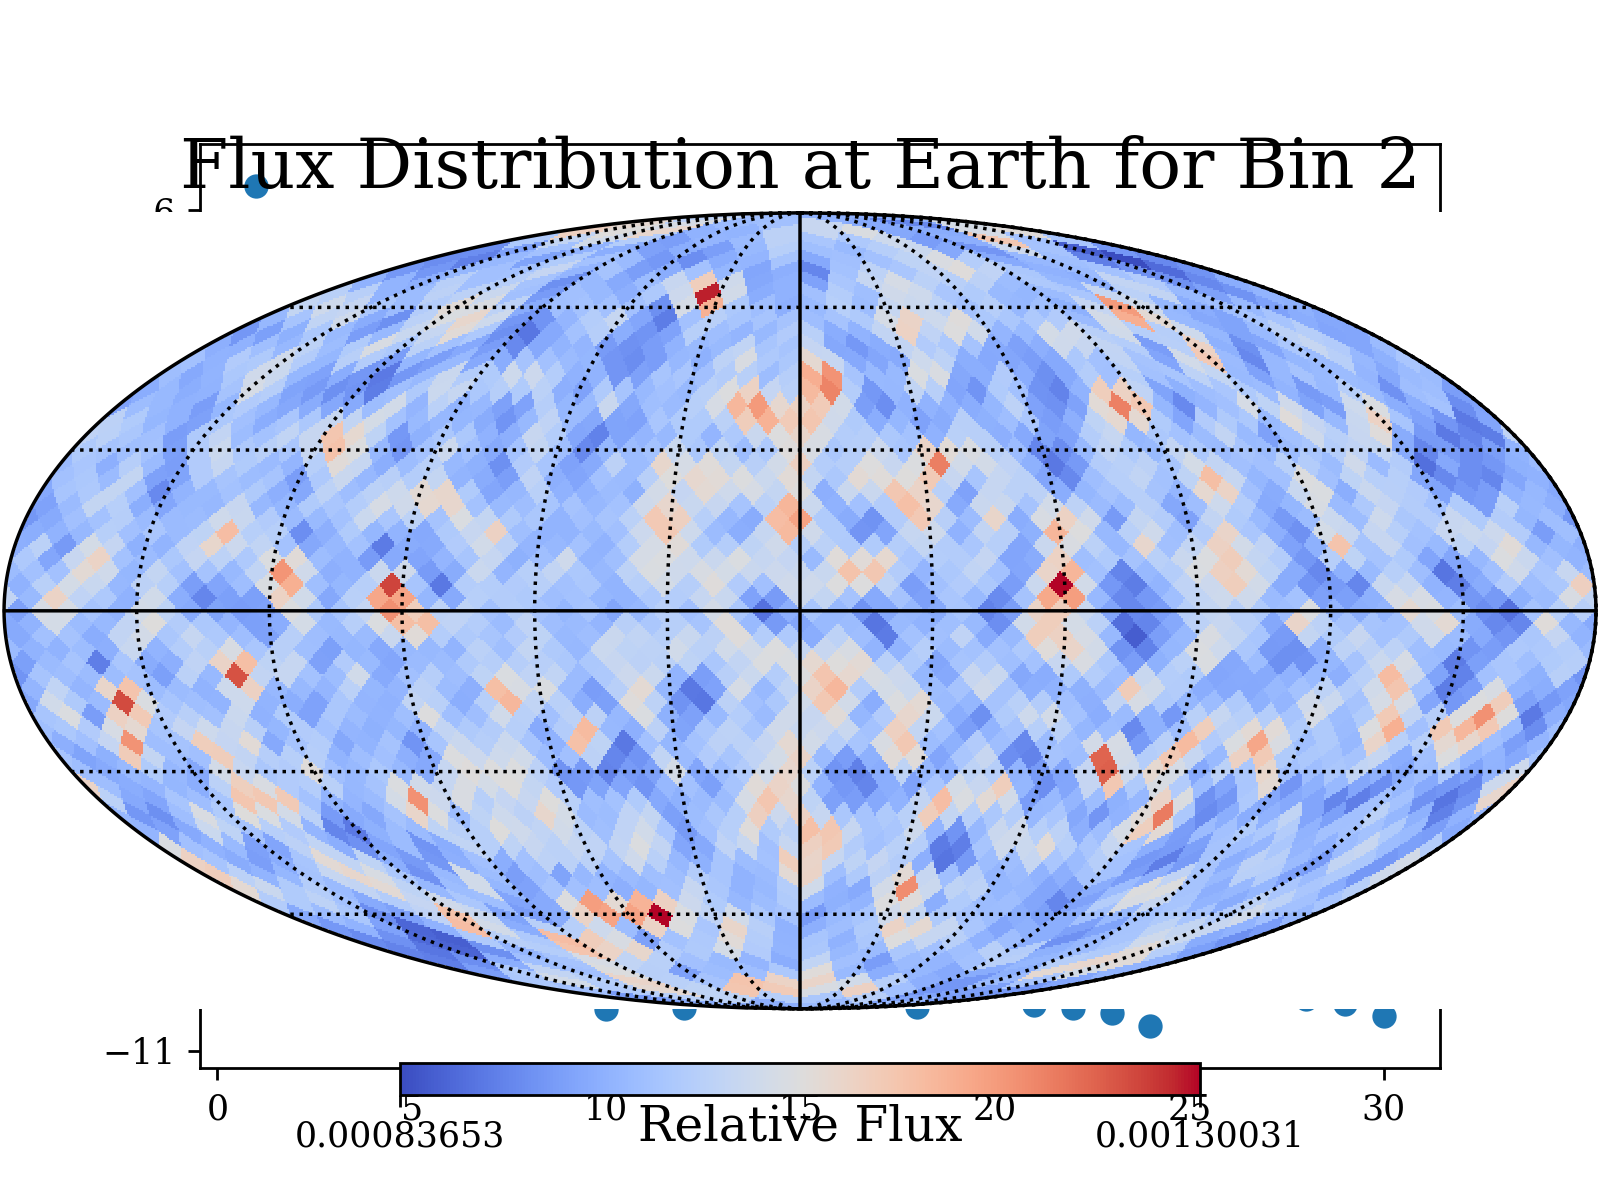 Flux Distribution at Earth for Bin 2
6
−11
0 5 10 15 20 25 30
Relative Flux
0.00083653 0.00130031